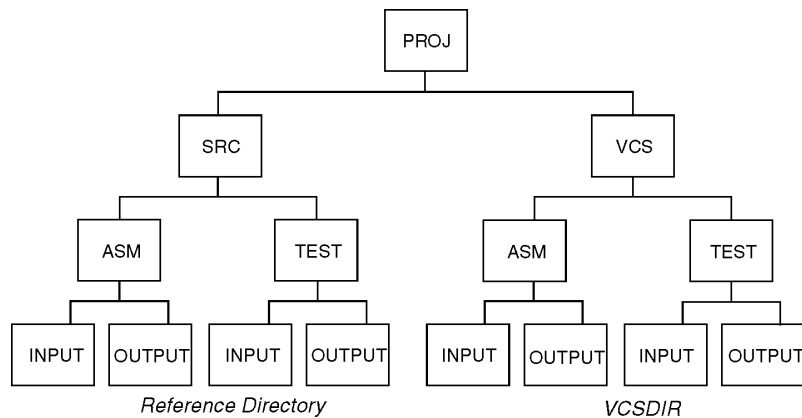 PROJ
SRC
VCS
ASM
TEST
ASM
TEST
INPUT
OUTPUT
INPUT
OUTPUT
INPUT
OUTPUT
INPUT
OUTPUT
Reference Directory
VCSDIR